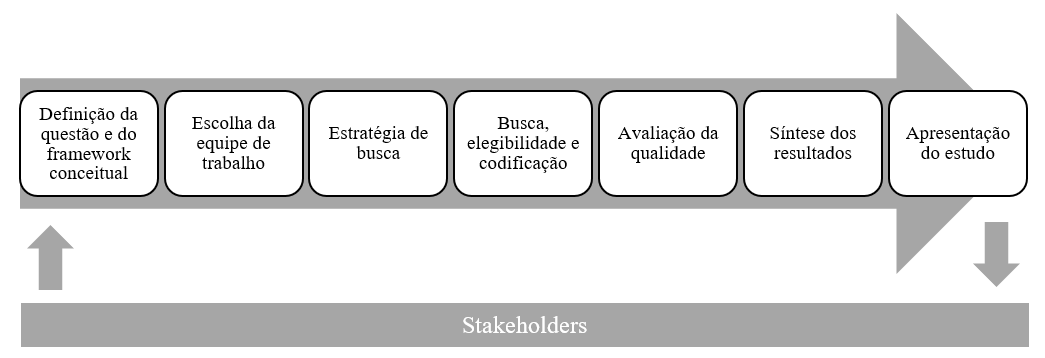 Definição da
questão e do
framework
conceitual
Escolha da
equipe de
trabalho
Estratégia de
busca
Busca,
elegibilidade e
codificação
Avaliação da
qualidade
Síntese dos
resultados
Apresentação
do estudo
Stakeholders